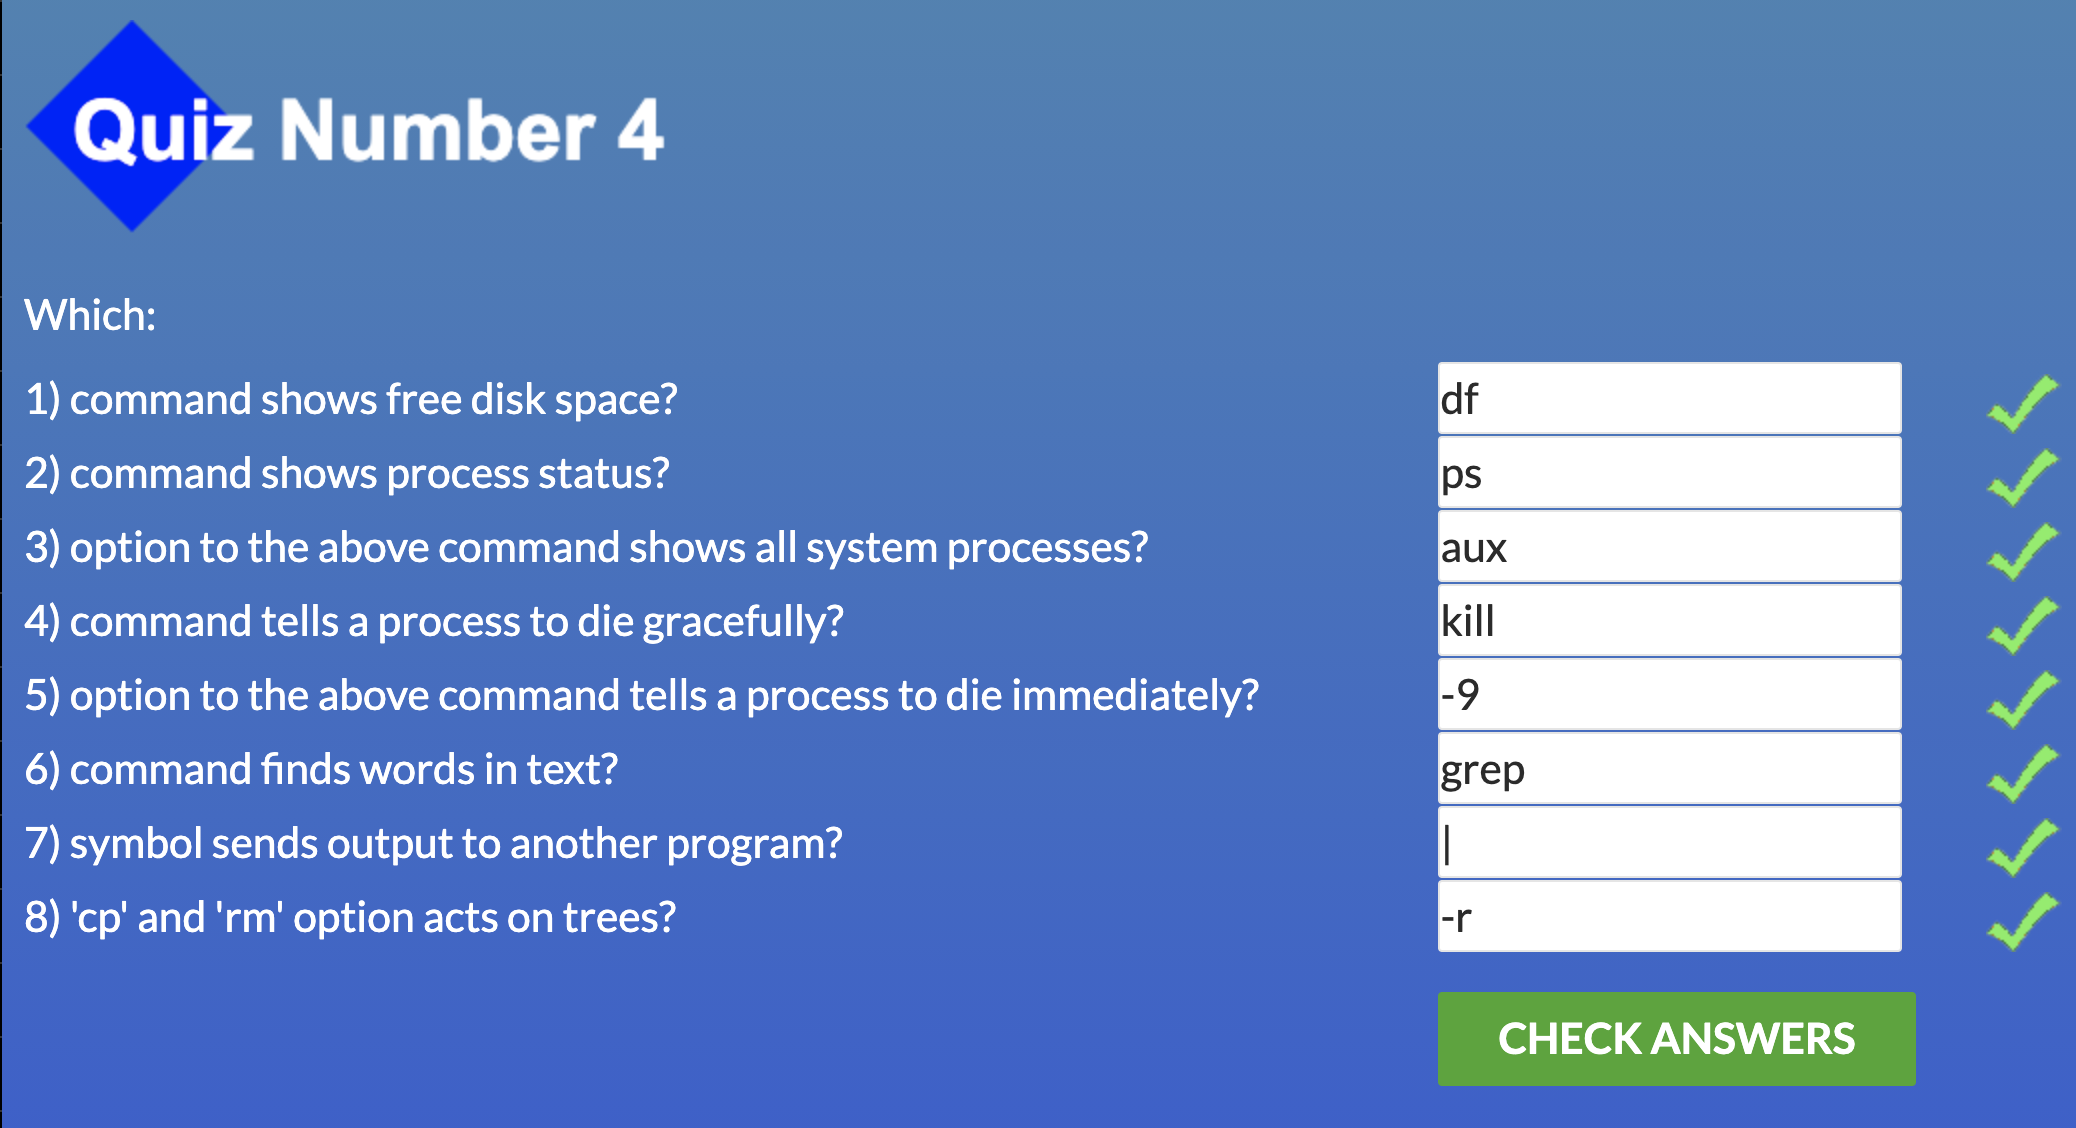 Quiz Number 4
Which:
1) command shows free disk space? df
2) command shows process status? ps
3) option to the above command shows all system processes? aux
4) command tells a process to die gracefully? kill
5) option to the above command tells a process to die immediately? -9
6) command finds words in text? grep
7) symbol sends output to another program? |
8) 'cp' and 'rm' option acts on trees? -r
CHECK ANSWERS